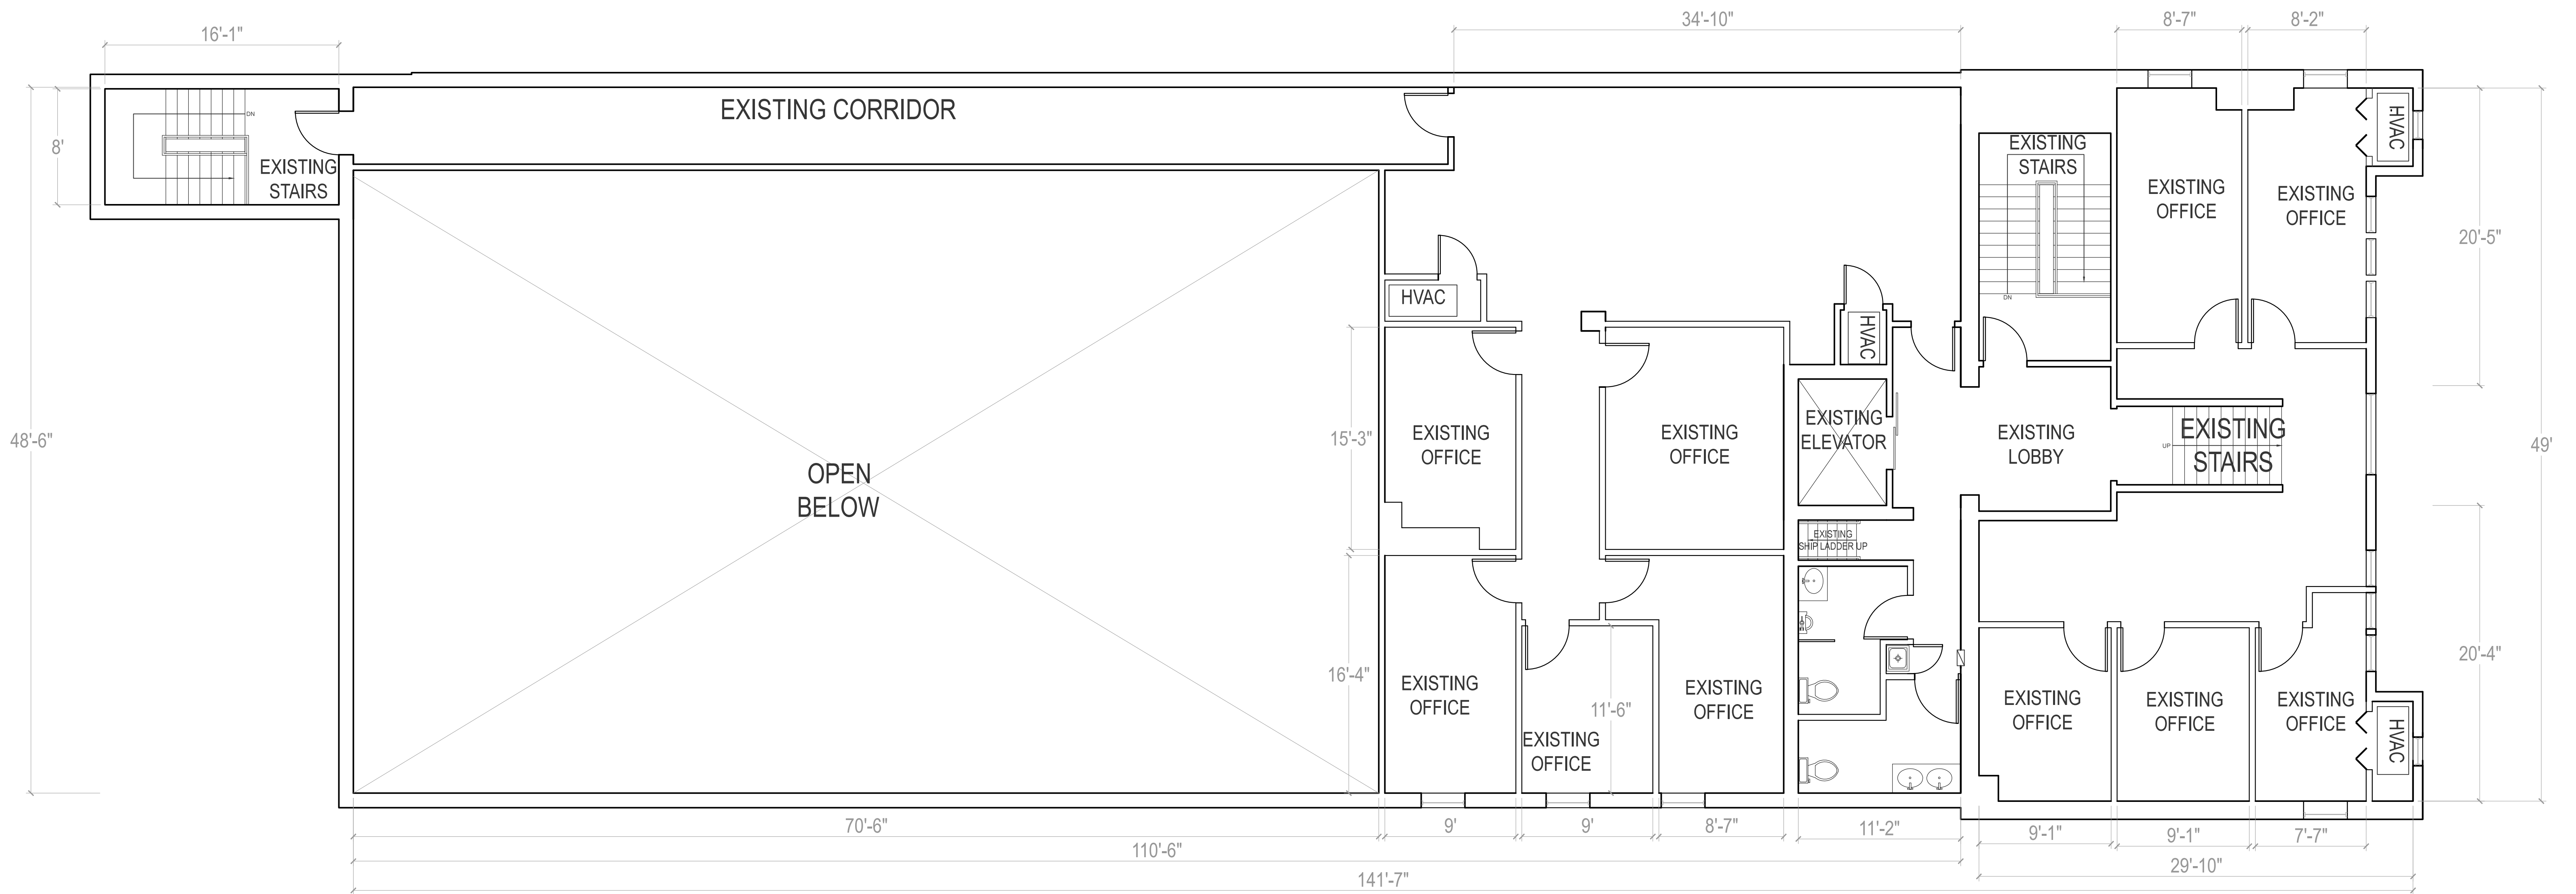 34'-10"
8'-7"
8'-2"
16'-1"
EXISTING CORRIDOR
DN
8'
EXISTING
STAIRS
HVAC
EXISTING
STAIRS
DN
EXISTING
OFFICE
EXISTING
OFFICE
20'-5"
HVAC
HVAC
48'-6"
15'-3"
EXISTING
OFFICE
EXISTING
OFFICE
EXISTING
ELEVATOR
EXISTING
LOBBY
UP
EXISTING
STAIRS
49'
OPEN
BELOW
EXISTING
SHIP LADDER UP
20'-4"
16'-4"
EXISTING
OFFICE
11'-6"
EXISTING
OFFICE
EXISTING
OFFICE
EXISTING
OFFICE
EXISTING
OFFICE
EXISTING
OFFICE
HVAC
70'-6"
9'
9'
8'-7"
11'-2"
9'-1"
9'-1"
7'-7"
110'-6"
29'-10"
141'-7"